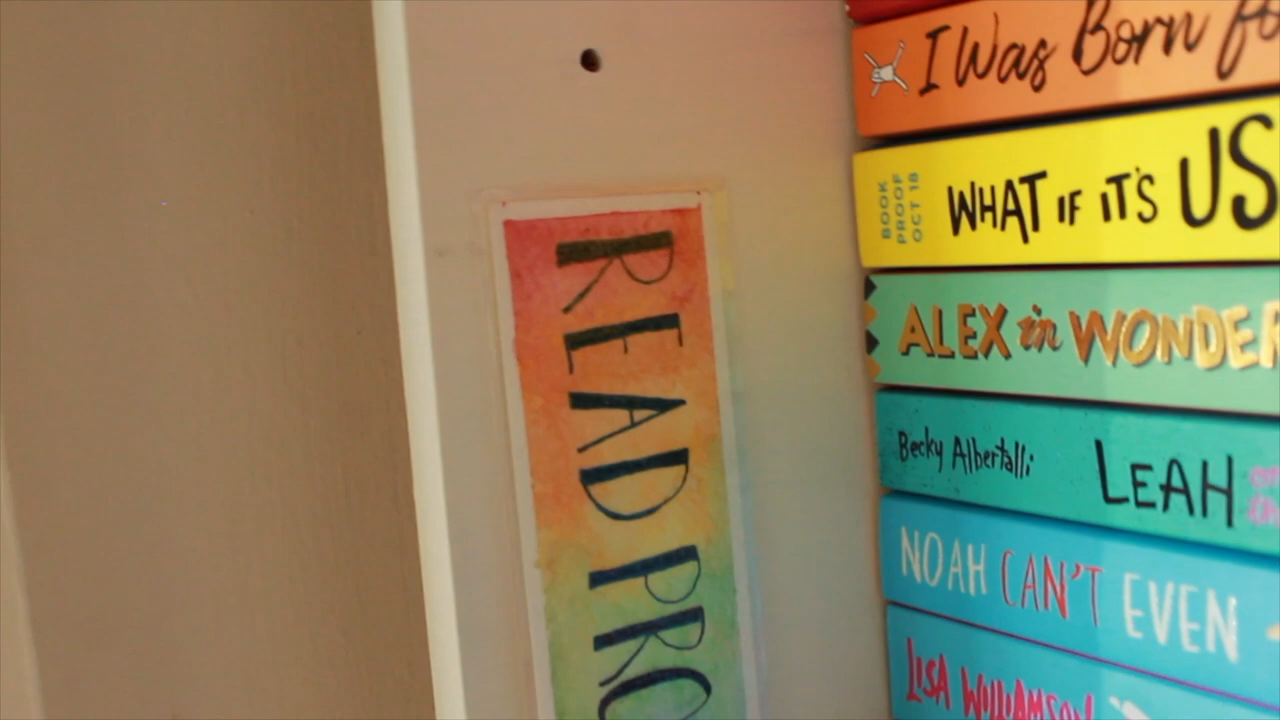 READ PRO
I Was Born fo
BOOK
PROOF
OCT 18
WHAT IF IT'S US
ALEX in WONDER
Becky Albertalli LEAH
NOAH CAN'T EVEN
LISA WILLIAMSON